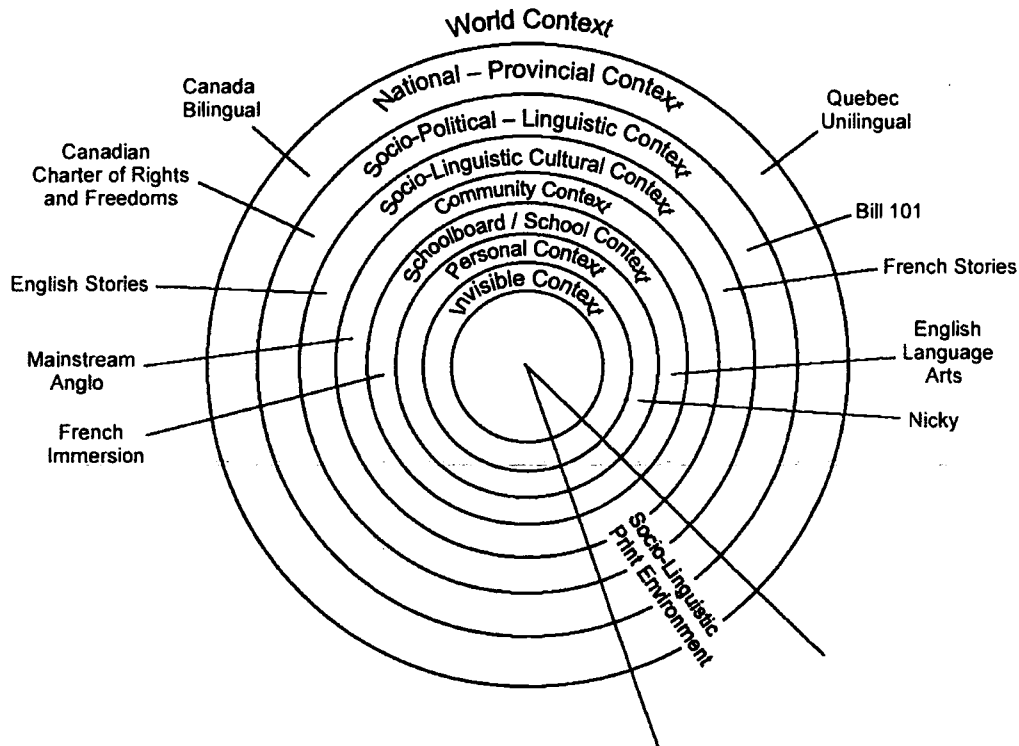 World Context
National – Provincial Context
Socio-Political – Linguistic Context
Socio-Linguistic Cultural Context
Community Context
Schoolboard / School Context
Personal Context
Invisible Context
Canada
Bilingual
Canadian
Charter of Rights
and Freedoms
English Stories
Mainstream
Anglo
French
Immersion
Quebec
Unilingual
Bill 101
French Stories
English
Language
Arts
Nicky
Socio-Linguistic
Print Environment